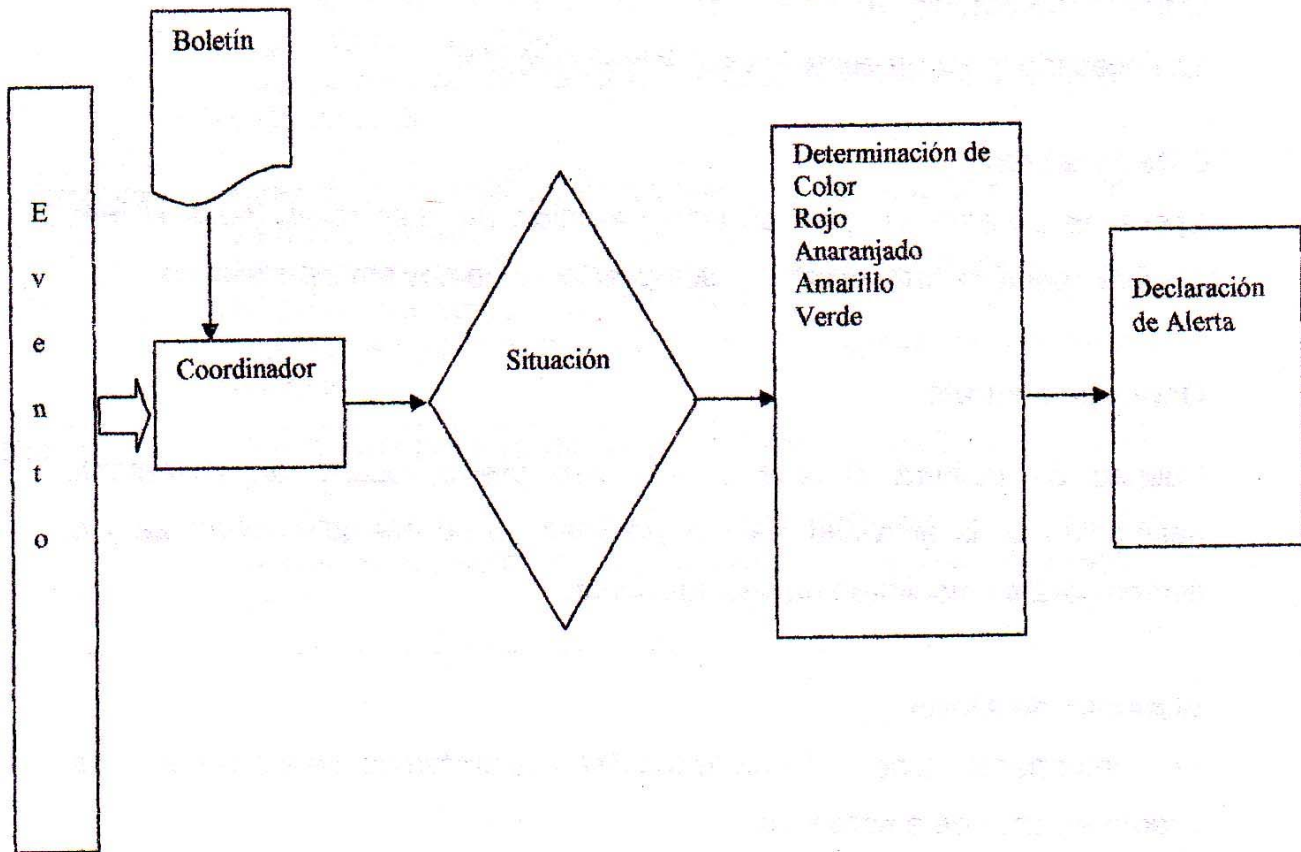 Boletín
E
v
e
n
t
o
Coordinador
Situación
Determinación de
Color
Rojo
Anaranjado
Amarillo
Verde
Declaración
de Alerta